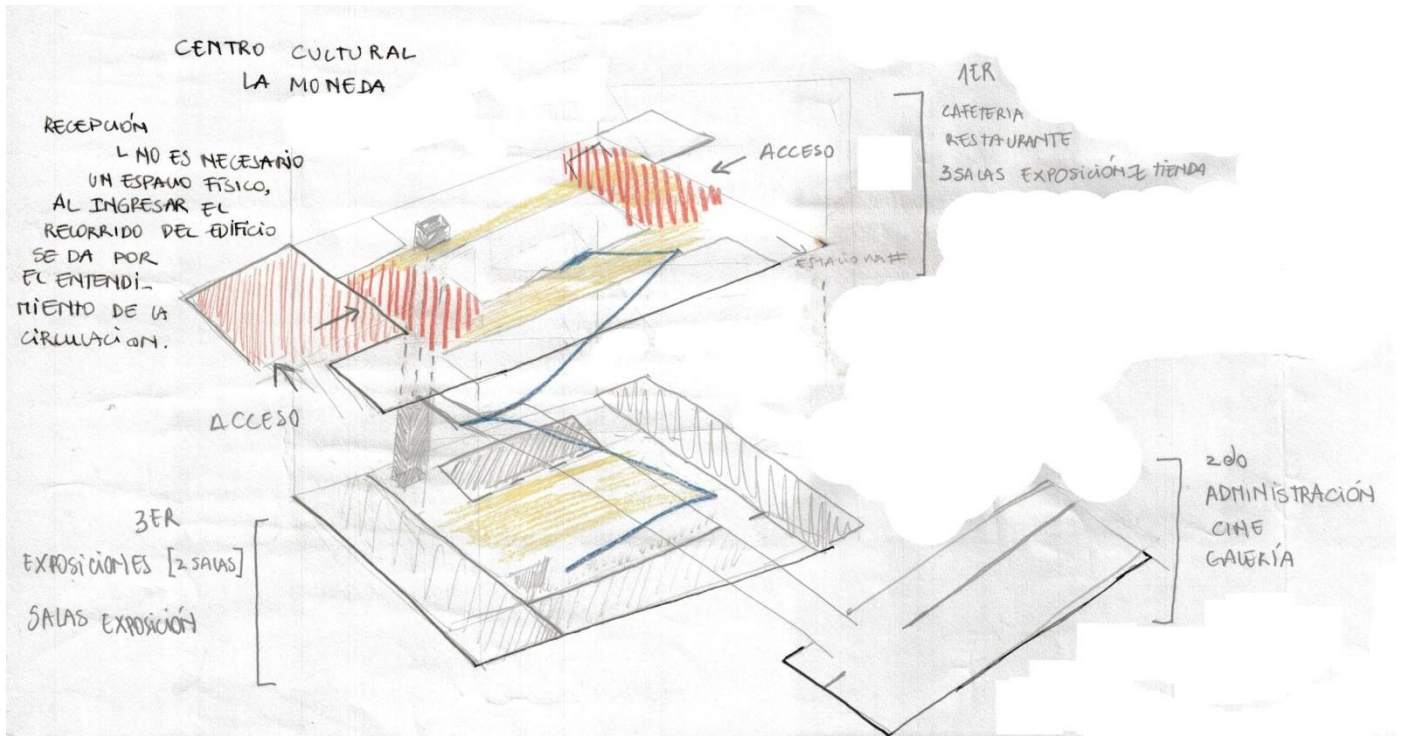 CENTRO CULTURAL
LA MONEDA
RECEPCIÓN
└ NO ES NECESARIO
UN ESPACIO FÍSICO,
AL INGRESAR EL
RECORRIDO DEL EDIFICIO
SE DA POR
EL ENTENDI-
MIENTO DE LA
CIRCULACIÓN.
ACCESO
ACCESO
1ER
CAFETERIA
RESTAURANTE
3 SALAS EXPOSICIÓN TIENDA
3ER
EXPOSICIONES [2 SALAS]
SALAS EXPOSICIÓN
2do
ADMINISTRACIÓN
CINE
GALERÍA